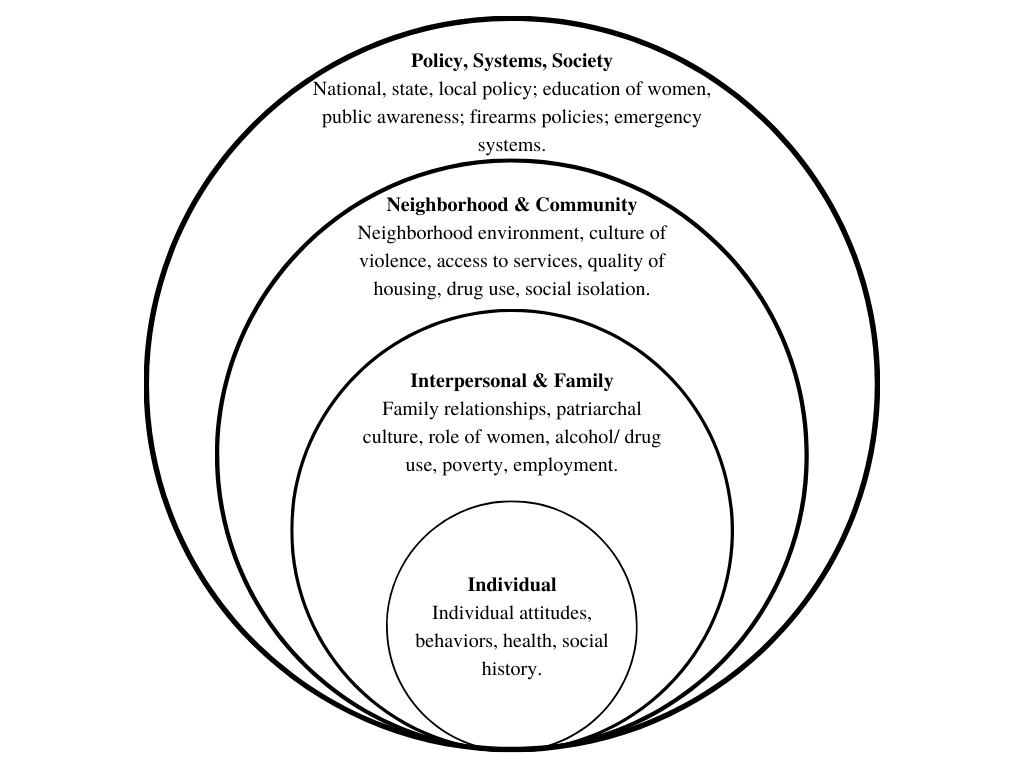 Policy, Systems, Society
National, state, local policy; education of women,
public awareness; firearms policies; emergency
systems.
Neighborhood & Community
Neighborhood environment, culture of
violence, access to services, quality of
housing, drug use, social isolation.
Interpersonal & Family
Family relationships, patriarchal
culture, role of women, alcohol/ drug
use, poverty, employment.
Individual
Individual attitudes,
behaviors, health, social
history.